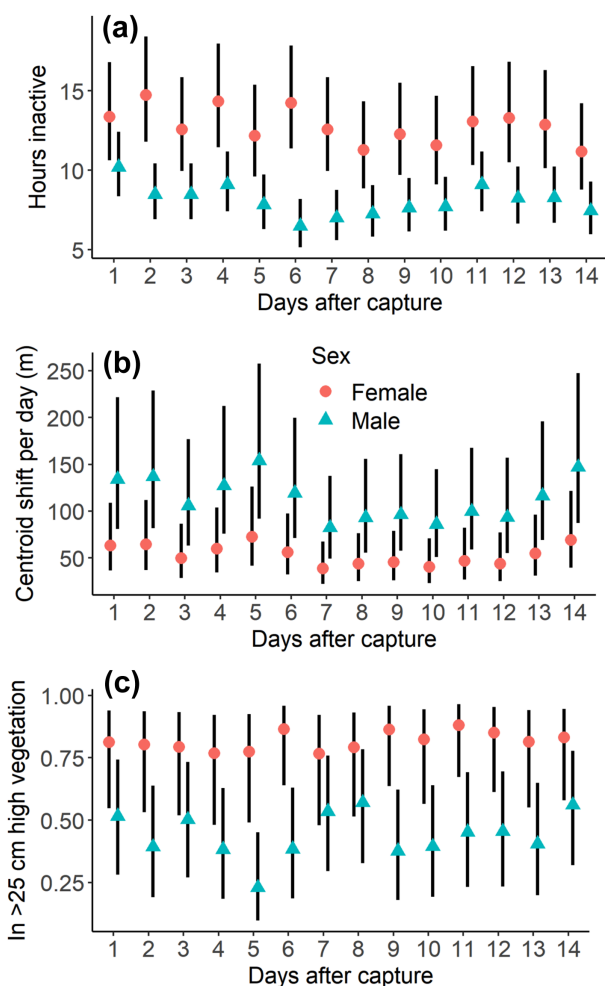 (a)
Hours inactive
15
10
5
1 2 3 4 5 6 7 8 9 10 11 12 13 14
Days after capture
(b)
Sex
Female
Male
Centroid shift per day (m)
250
200
150
100
50
1 2 3 4 5 6 7 8 9 10 11 12 13 14
Days after capture
(c)
In >25 cm high vegetation
1.00
0.75
0.50
0.25
1 2 3 4 5 6 7 8 9 10 11 12 13 14
Days after capture